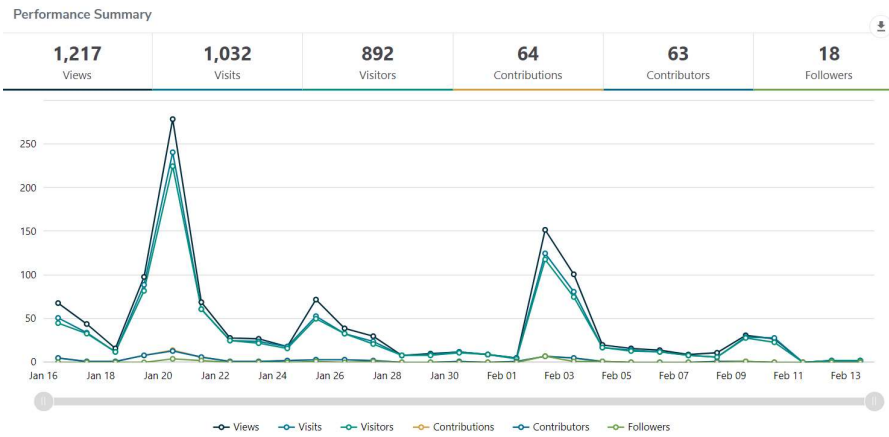 Performance Summary
1,217 1,032 892 64 63 18
Views Visits Visitors Contributions Contributors Followers
250
200
150
100
50
0
Jan 16 Jan 18 Jan 20 Jan 22 Jan 24 Jan 26 Jan 28 Jan 30 Feb 01 Feb 03 Feb 05 Feb 07 Feb 09 Feb 11 Feb 13
Views Visits Visitors Contributions Contributors Followers